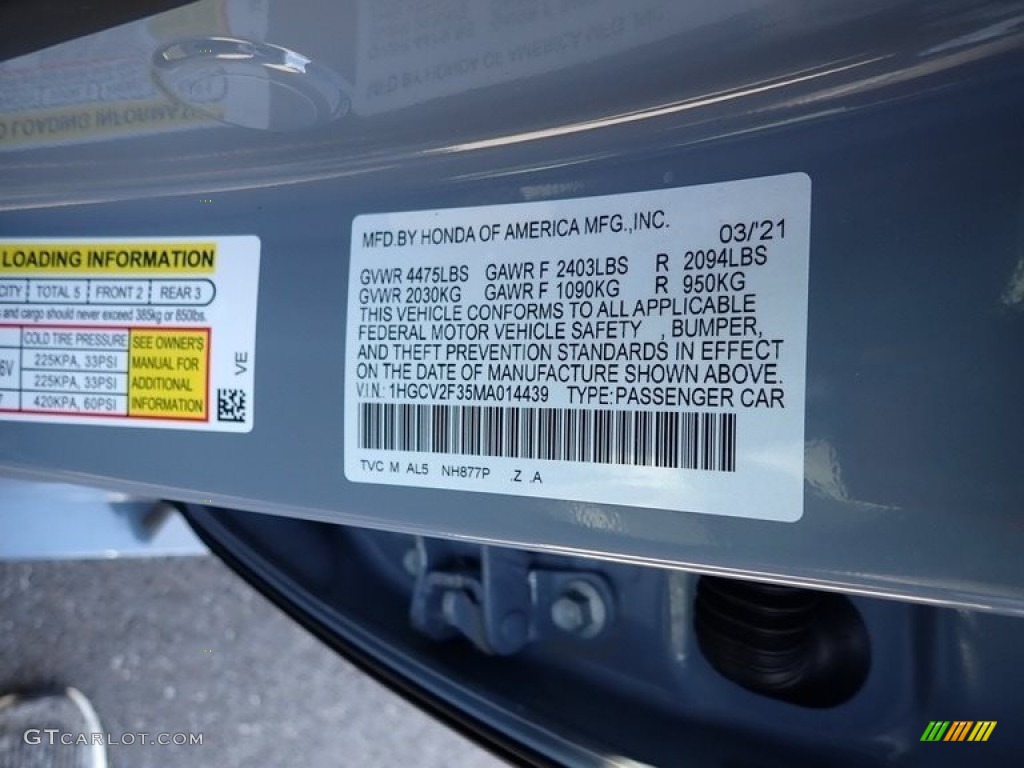 LOADING INFORMATION
CITY TOTAL 5 FRONT 2 REAR 3
s and cargo should never exceed 385kg or 850lbs.
COLD TIRE PRESSURE
6V 225KPA, 33PSI
225KPA, 33PSI
7 420KPA, 60PSI
SEE OWNER'S
MANUAL FOR
ADDITIONAL
INFORMATION
VE
MFD.BY HONDA OF AMERICA MFG.,INC. 03/'21
GVWR 4475LBS GAWR F 2403LBS R 2094LBS
GVWR 2030KG GAWR F 1090KG R 950KG
THIS VEHICLE CONFORMS TO ALL APPLICABLE
FEDERAL MOTOR VEHICLE SAFETY , BUMPER,
AND THEFT PREVENTION STANDARDS IN EFFECT
ON THE DATE OF MANUFACTURE SHOWN ABOVE.
V.I.N.: 1HGCV2F35MA014439 TYPE:PASSENGER CAR
TVC M AL5 NH877P .Z .A
GTCARLOT.COM